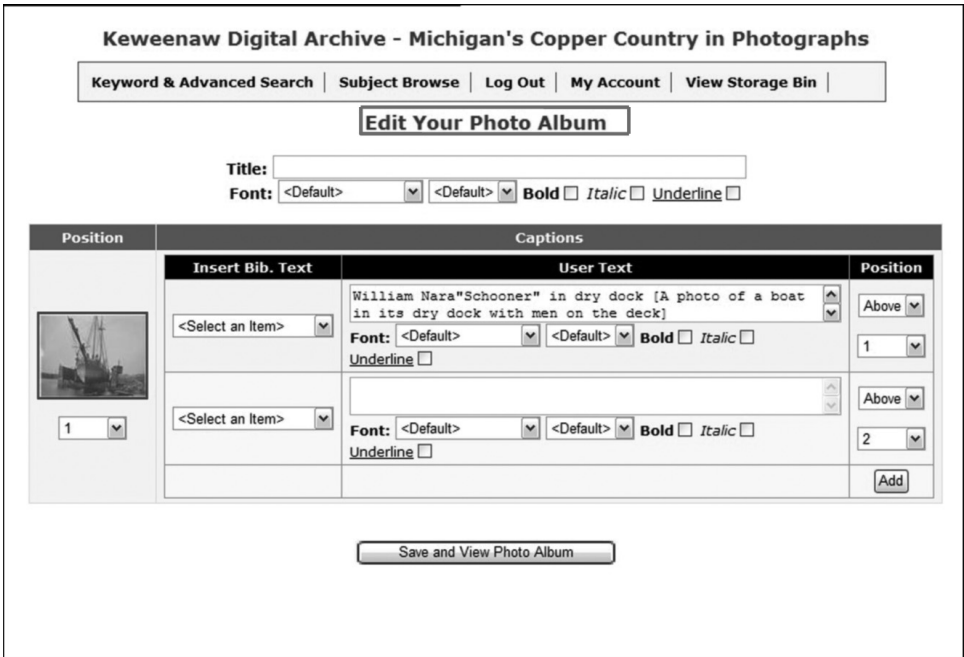 Keweenaw Digital Archive - Michigan's Copper Country in Photographs
Keyword & Advanced Search | Subject Browse | Log Out | My Account | View Storage Bin |
Edit Your Photo Album
Title:
Font: <Default> <Default> Bold Italic Underline
Position Captions
Insert Bib. Text User Text Position
William Nara"Schooner" in dry dock [A photo of a boat
in its dry dock with men on the deck]
Above
<Select an Item>
Font: <Default> <Default> Bold Italic
1
Underline
Above
<Select an Item>
1
Font: <Default> <Default> Bold Italic
2
Underline
Add
Save and View Photo Album